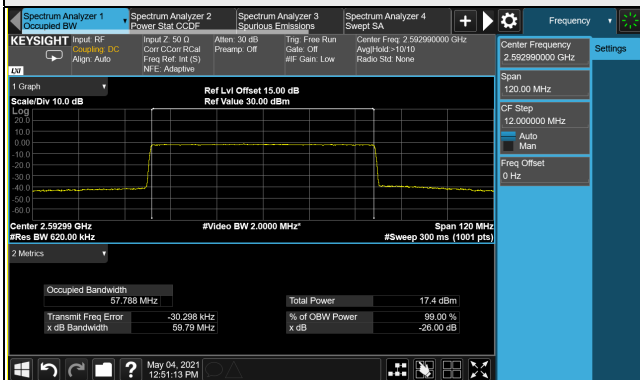 Spectrum Analyzer 1
Occupied BW
Spectrum Analyzer 2
Power Stat CCDF
Spectrum Analyzer 3
Spurious Emissions
Spectrum Analyzer 4
Swept SA
Frequency
KEYSIGHT
Input: RF
Coupling: DC
Align: Auto
Input Z: 50 Ω
Corr CCorr RCal
Freq Ref: Int (S)
NFE: Adaptive
Atten: 30 dB
Preamp: Off
Trig: Free Run
Gate: Off
#IF Gain: Low
Center Freq: 2.592990000 GHz
Avg|Hold:>10/10
Radio Std: None
LXI
Center Frequency
2.592990000 GHz
Settings
Span
120.00 MHz
CF Step
12.000000 MHz
Auto
Man
Freq Offset
0 Hz
1 Graph
Scale/Div 10.0 dB
Ref Lvl Offset 15.00 dB
Ref Value 30.00 dBm
Log
20.0
10.0
0.00
-10.0
-20.0
-30.0
-40.0
-50.0
-60.0
Center 2.59299 GHz
#Video BW 2.0000 MHz*
Span 120 MHz
#Res BW 620.00 kHz
#Sweep 300 ms (1001 pts)
2 Metrics
Occupied Bandwidth
57.788 MHz
Total Power
17.4 dBm
Transmit Freq Error
-30.298 kHz
% of OBW Power
99.00 %
x dB Bandwidth
59.79 MHz
x dB
-26.00 dB
?
May 04, 2021
12:51:13 PM